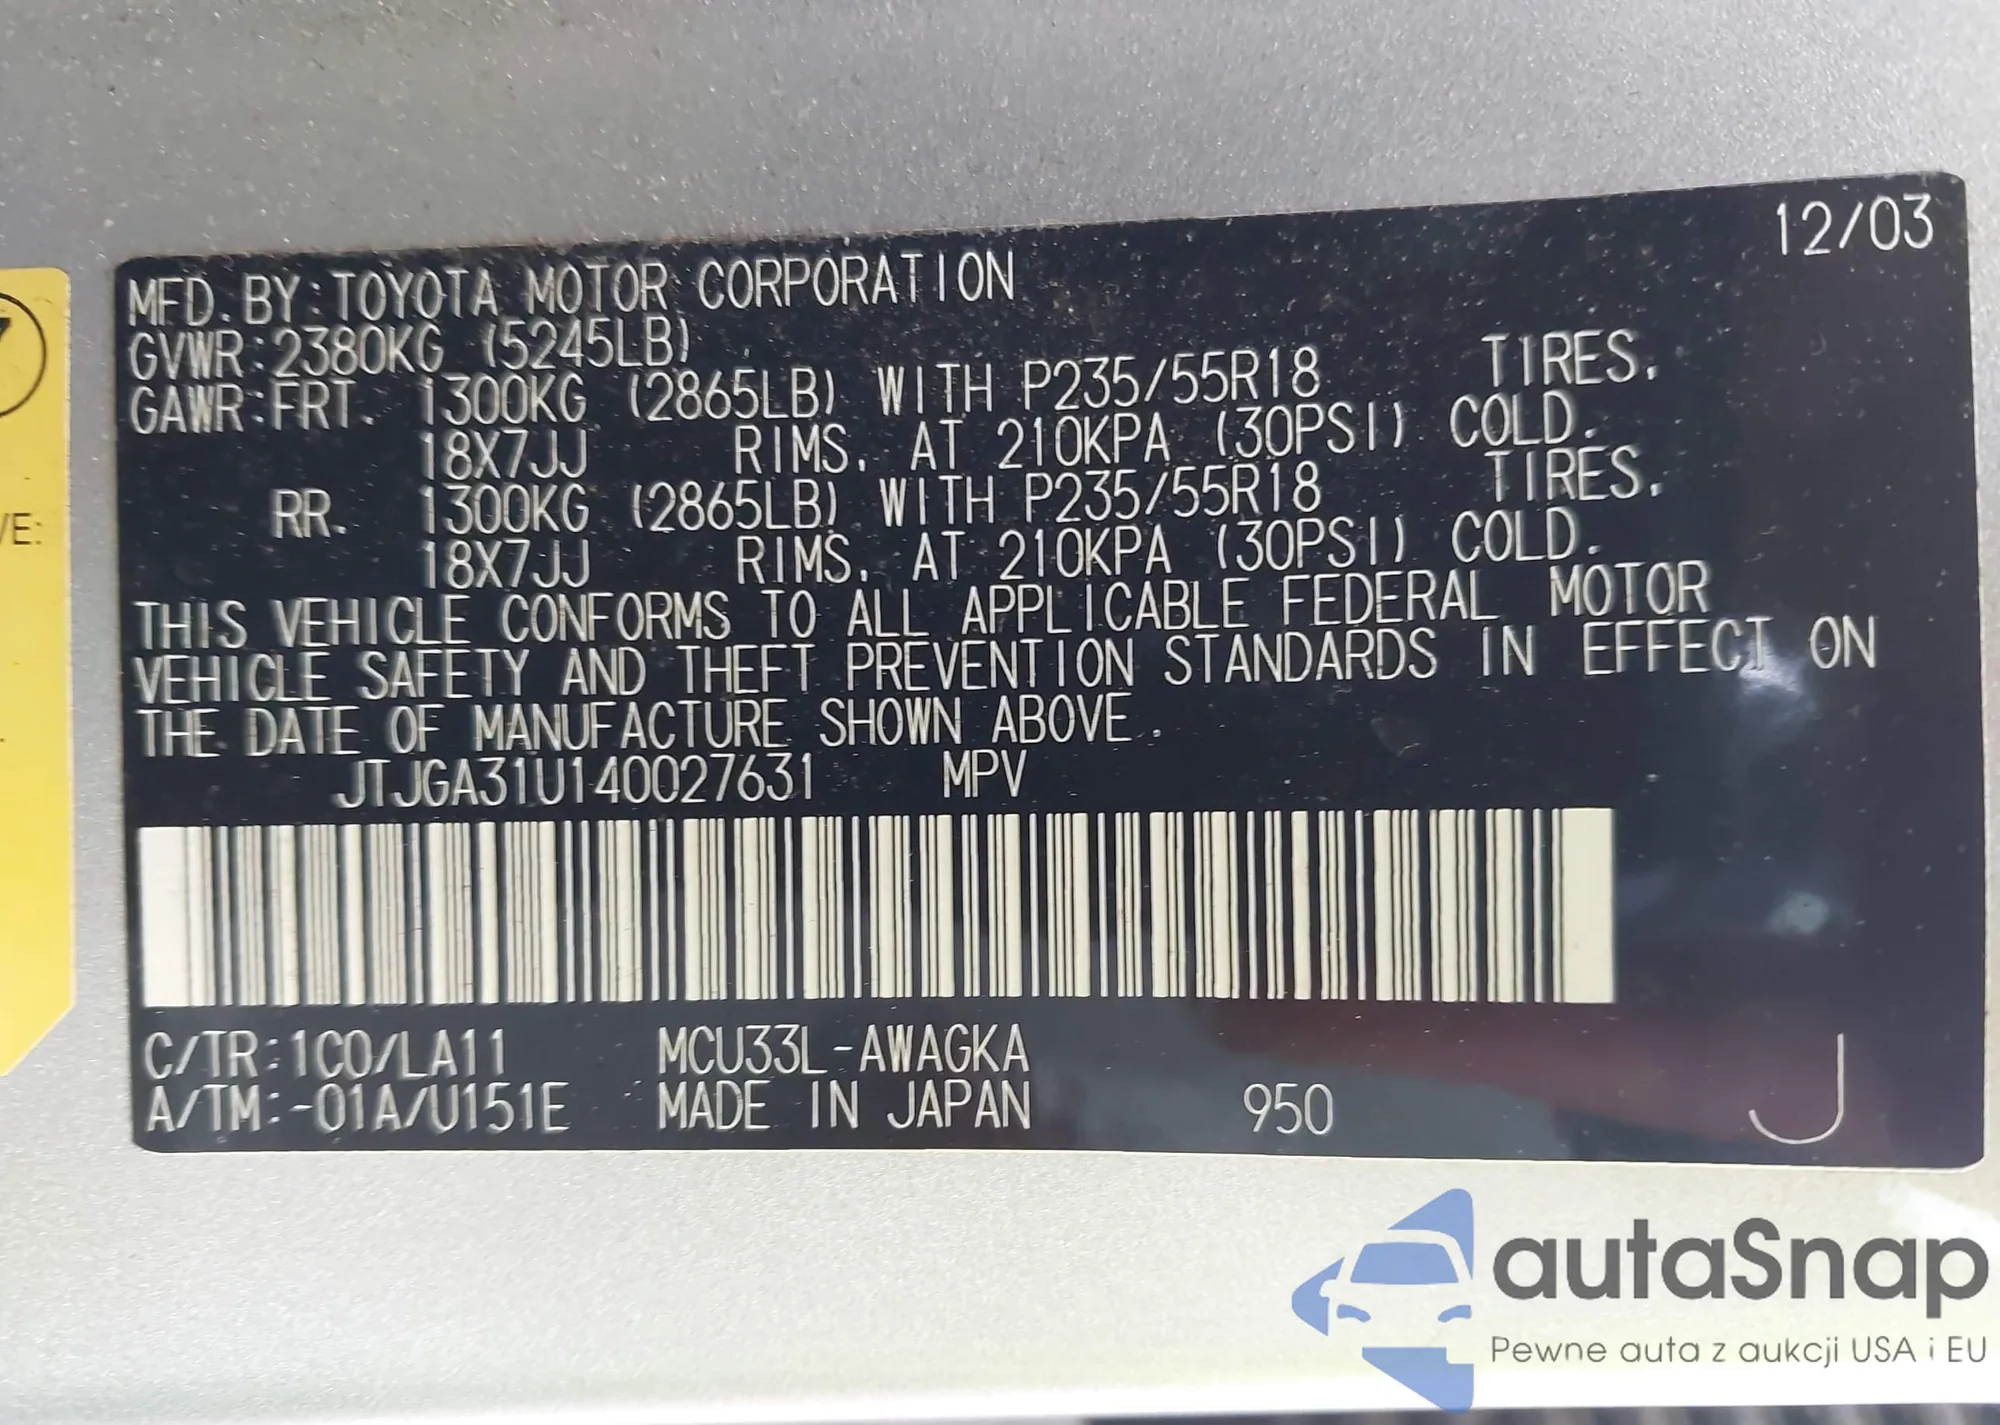 12/03
MFD. BY: TOYOTA MOTOR CORPORATION
GVWR: 2380KG (5245LB)
GAWR: FRT. 1300KG (2865LB) WITH P235/55R18 TIRES.
18X7JJ RIMS. AT 210KPA (30PSI) COLD.
RR. 1300KG (2865LB) WITH P235/55R18 TIRES.
18X7JJ RIMS. AT 210KPA (30PSI) COLD.
THIS VEHICLE CONFORMS TO ALL APPLICABLE FEDERAL MOTOR
VEHICLE SAFETY AND THEFT PREVENTION STANDARDS IN EFFECT ON
THE DATE OF MANUFACTURE SHOWN ABOVE.
JTJGA31U140027631 MPV
C/TR: 1C0/LA11 MCU33L-AWAGKA
A/TM: -01A/U151E MADE IN JAPAN 950 J
7
VE:
autaSnap
Pewne auta z aukcji USA i EU